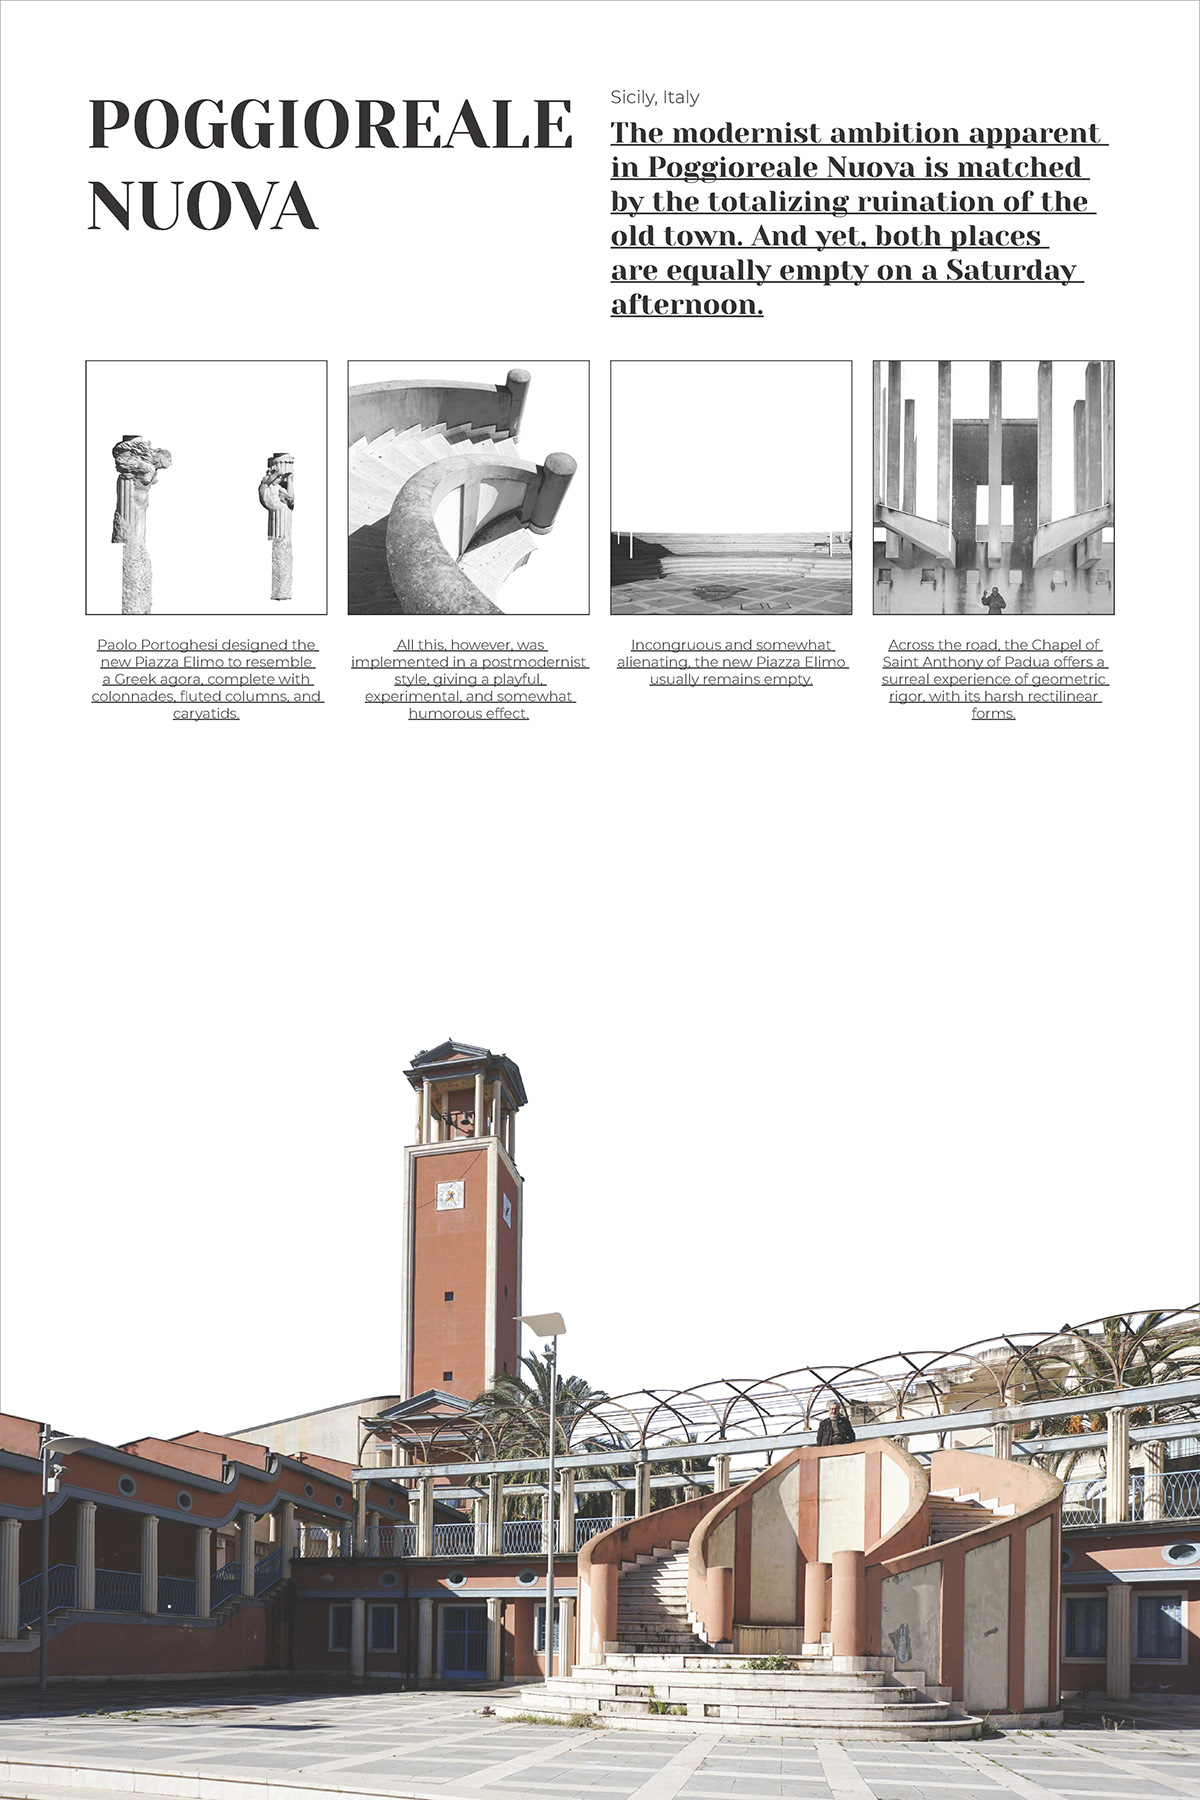 POGGIOREALE
NUOVA
Sicily, Italy
The modernist ambition apparent
in Poggioreale Nuova is matched
by the totalizing ruination of the
old town. And yet, both places
are equally empty on a Saturday
afternoon.
Paolo Portoghesi designed the
new Piazza Elimo to resemble
a Greek agora, complete with
colonnades, fluted columns, and
caryatids.
All this, however, was
implemented in a postmodernist
style, giving a playful,
experimental, and somewhat
humorous effect.
Incongruous and somewhat
alienating, the new Piazza Elimo
usually remains empty.
Across the road, the Chapel of
Saint Anthony of Padua offers a
surreal experience of geometric
rigor, with its harsh rectilinear
forms.